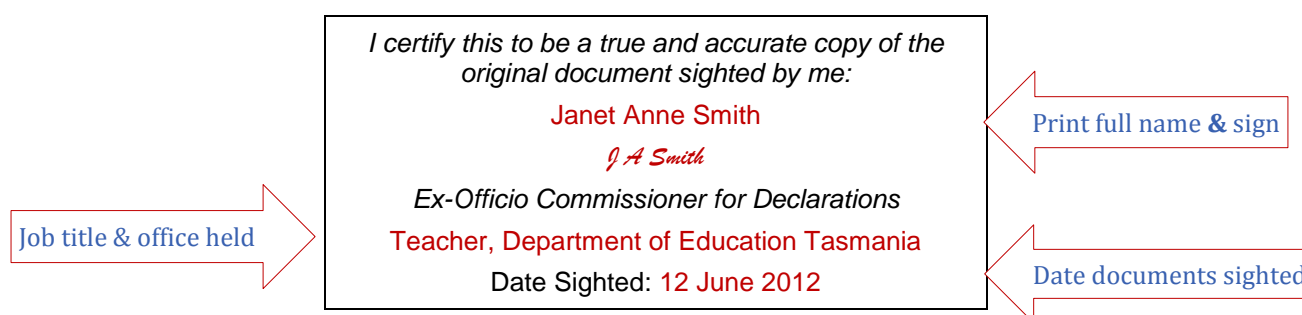 I certify this to be a true and accurate copy of the
original document sighted by me:
Janet Anne Smith
Print full name & sign
J A Smith
Ex-Officio Commissioner for Declarations
Job title & office held
Teacher, Department of Education Tasmania
Date Sighted: 12 June 2012
Date documents sighted